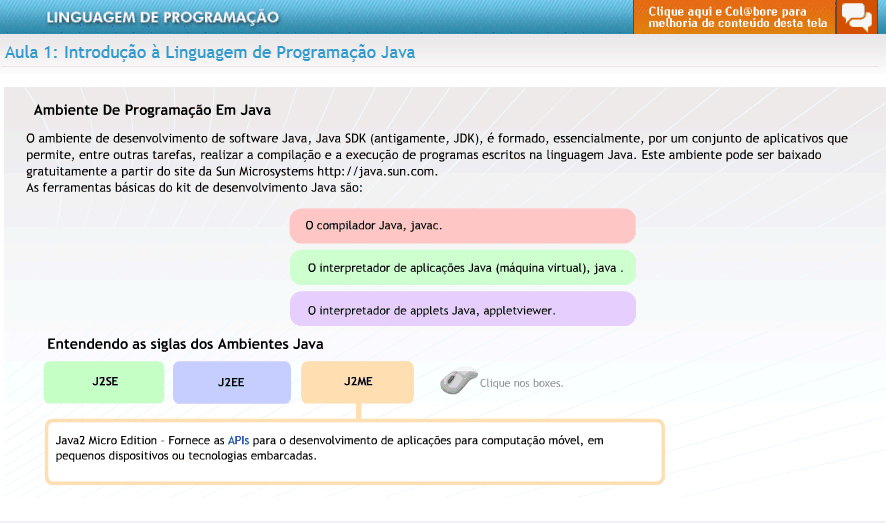 LINGUAGEM DE PROGRAMAÇÃO
Clique aqui e Col@bore para
melhoria de conteúdo desta tela
Aula 1: Introdução à Linguagem de Programação Java
Ambiente De Programação Em Java
O ambiente de desenvolvimento de software Java, Java SDK (antigamente, JDK), é formado, essencialmente, por um conjunto de aplicativos que
permite, entre outras tarefas, realizar a compilação e a execução de programas escritos na linguagem Java. Este ambiente pode ser baixado
gratuitamente a partir do site da Sun Microsystems http://java.sun.com.
As ferramentas básicas do kit de desenvolvimento Java são:
O compilador Java, javac.
O interpretador de aplicações Java (máquina virtual), java .
O interpretador de applets Java, appletviewer.
Entendendo as siglas dos Ambientes Java
J2SE
J2EE
J2ME
Clique nos boxes.
Java2 Micro Edition - Fornece as APIs para o desenvolvimento de aplicações para computação móvel, em
pequenos dispositivos ou tecnologias embarcadas.